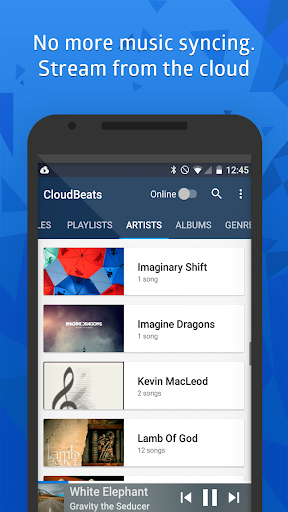 No more music syncing.
Stream from the cloud
12:45
CloudBeats
Online
LES PLAYLISTS ARTISTS ALBUMS GENRE
Imaginary Shift
1 song
IMAGINE DRAGONS
Imagine Dragons
1 song
Kevin MacLeod
2 songs
lamb
Lamb Of God
12 songs
White Elephant
Gravity the Seducer